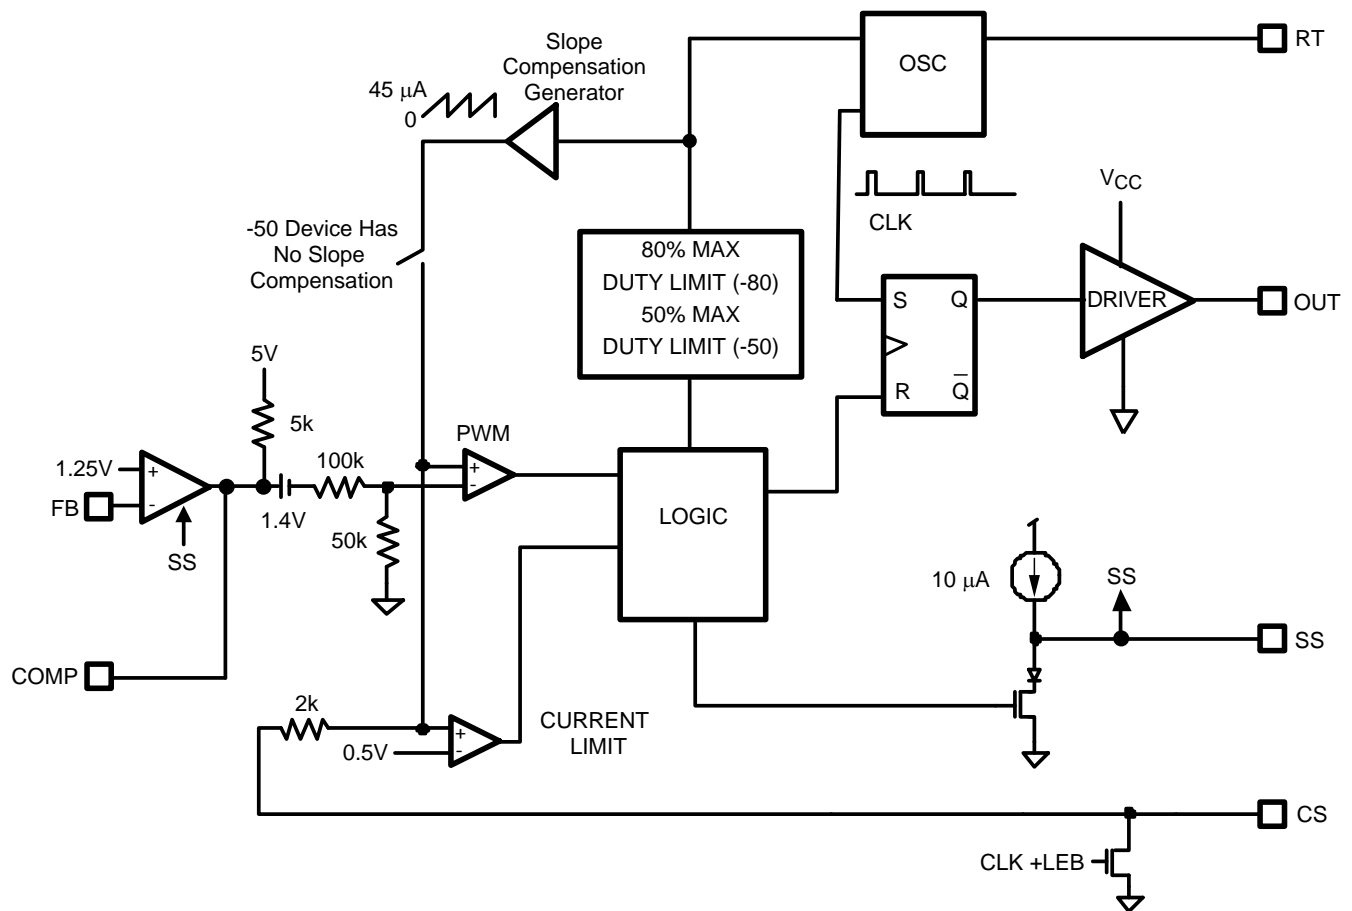 Slope
Compensation
Generator
45 μA
0
OSC
RT
CLK
VCC
-50 Device Has
No Slope
Compensation
80% MAX
DUTY LIMIT (-80)
50% MAX
DUTY LIMIT (-50)
S
Q
R
Q̅
DRIVER
OUT
5V
5k
1.25V
+
-
FB
SS
1.4V
100k
50k
PWM
+
-
LOGIC
10 μA
SS
SS
COMP
2k
0.5V
+
-
CURRENT
LIMIT
CS
CLK +LEB